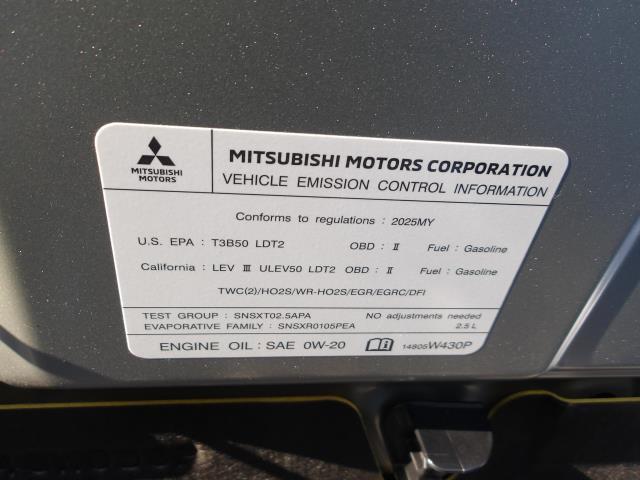 MITSUBISHI
MOTORS
MITSUBISHI MOTORS CORPORATION
VEHICLE EMISSION CONTROL INFORMATION
Conforms to regulations : 2025MY
U.S. EPA : T3B50 LDT2 OBD : II Fuel : Gasoline
California : LEV III ULEV50 LDT2 OBD : II Fuel : Gasoline
TWC(2)/HO2S/WR-HO2S/EGR/EGRC/DFI
TEST GROUP : SNSXT02.5APA NO adjustments needed
EVAPORATIVE FAMILY : SNSXR0105PEA 2.5 L
ENGINE OIL : SAE 0W-20 14805W430P